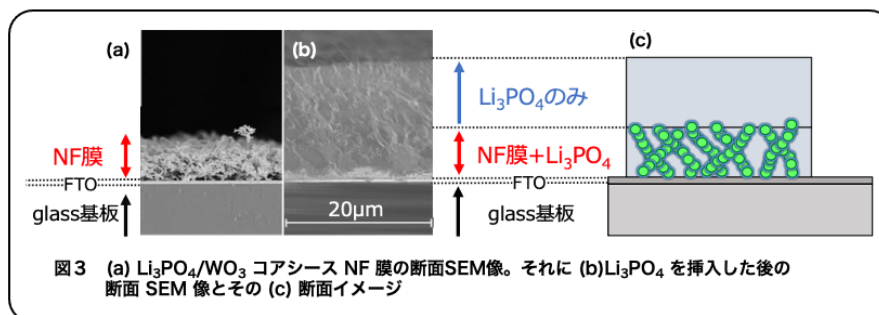 (a)
(b)
(c)
Li₃PO₄のみ
NF膜
NF膜+Li₃PO₄
FTO
FTO
glass基板
20μm
glass基板
図3 (a) Li₃PO₄/WO₃ コアシース NF 膜の断面SEM像。それに (b)Li₃PO₄ を挿入した後の
断面 SEM 像とその (c) 断面イメージ